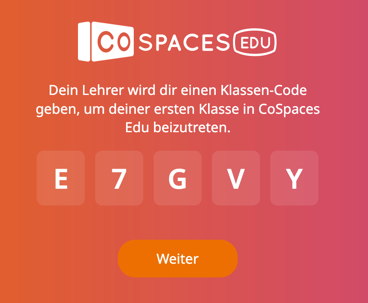 CO SPACES EDU
Dein Lehrer wird dir einen Klassen-Code
geben, um deiner ersten Klasse in CoSpaces
Edu beizutreten.
E 7 G V Y
Weiter